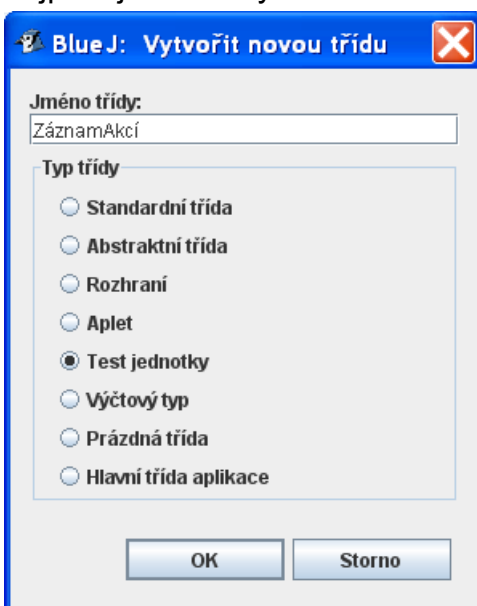 BlueJ: Vytvořit novou třídu
Jméno třídy:
ZáznamAkcí
Typ třídy
Standardní třída
Abstraktní třída
Rozhraní
Aplet
Test jednotky
Výčtový typ
Prázdná třída
Hlavní třída aplikace
OK Storno